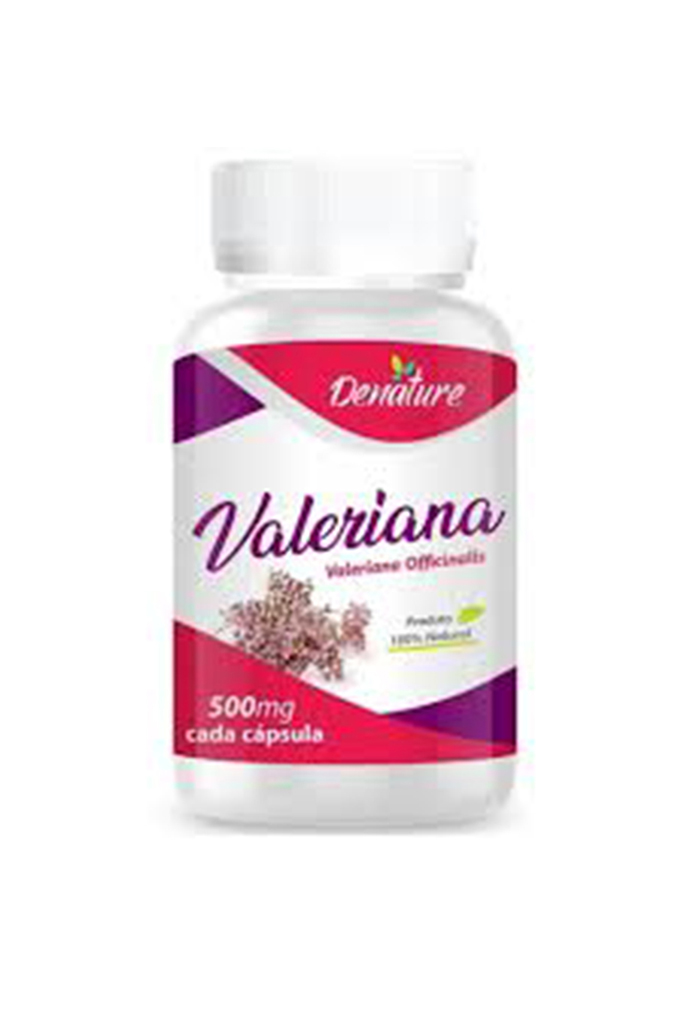 Denature
Valeriana
Valeriana Officinalis
Produto
100% Natural
500mg
cada cápsula